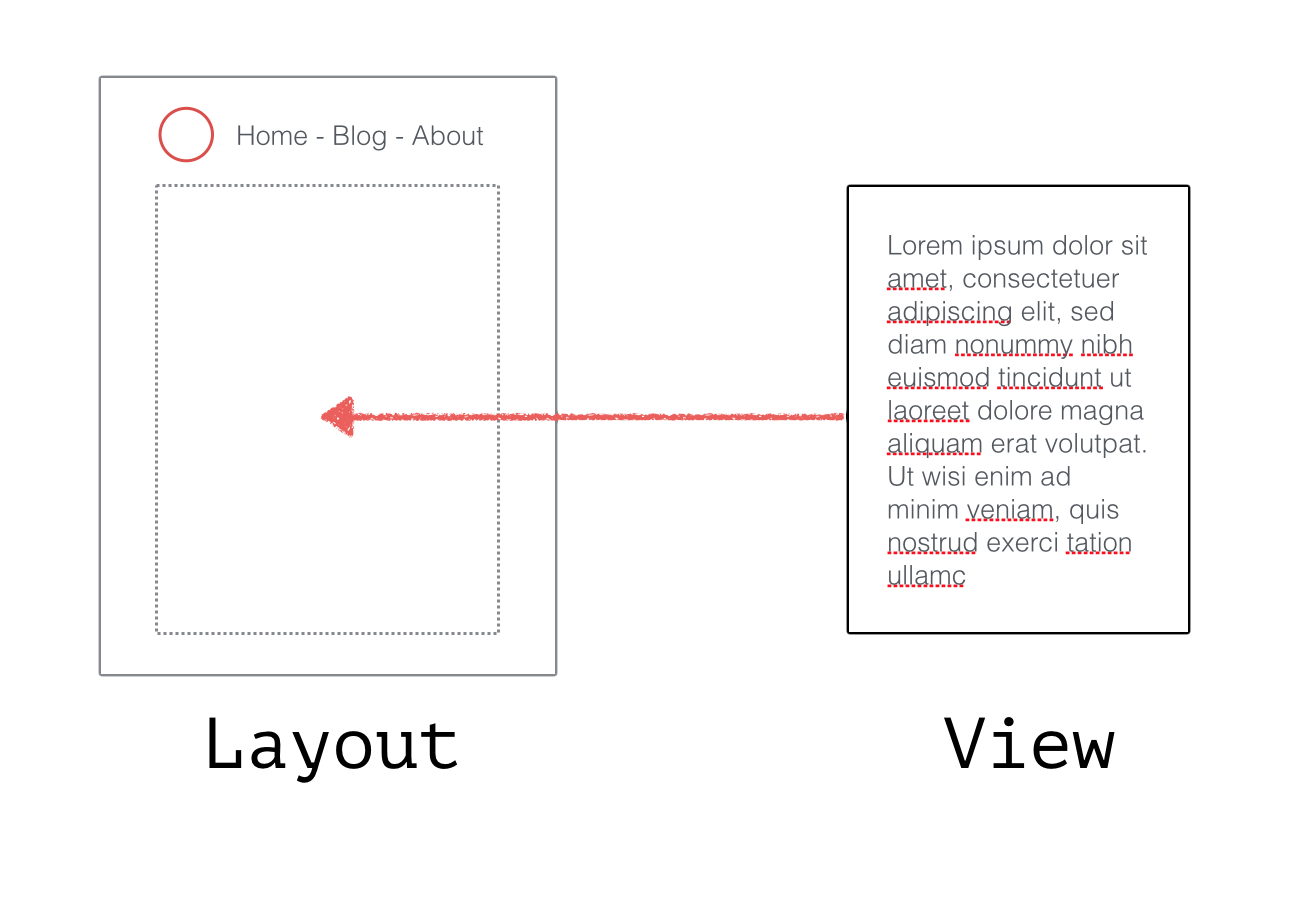 Home - Blog - About
Lorem ipsum dolor sit
amet, consectetuer
adipiscing elit, sed
diam nonummy nibh
euismod tincidunt ut
laoreet dolore magna
aliquam erat volutpat.
Ut wisi enim ad
minim veniam, quis
nostrud exerci tation
ullamc
Layout
View